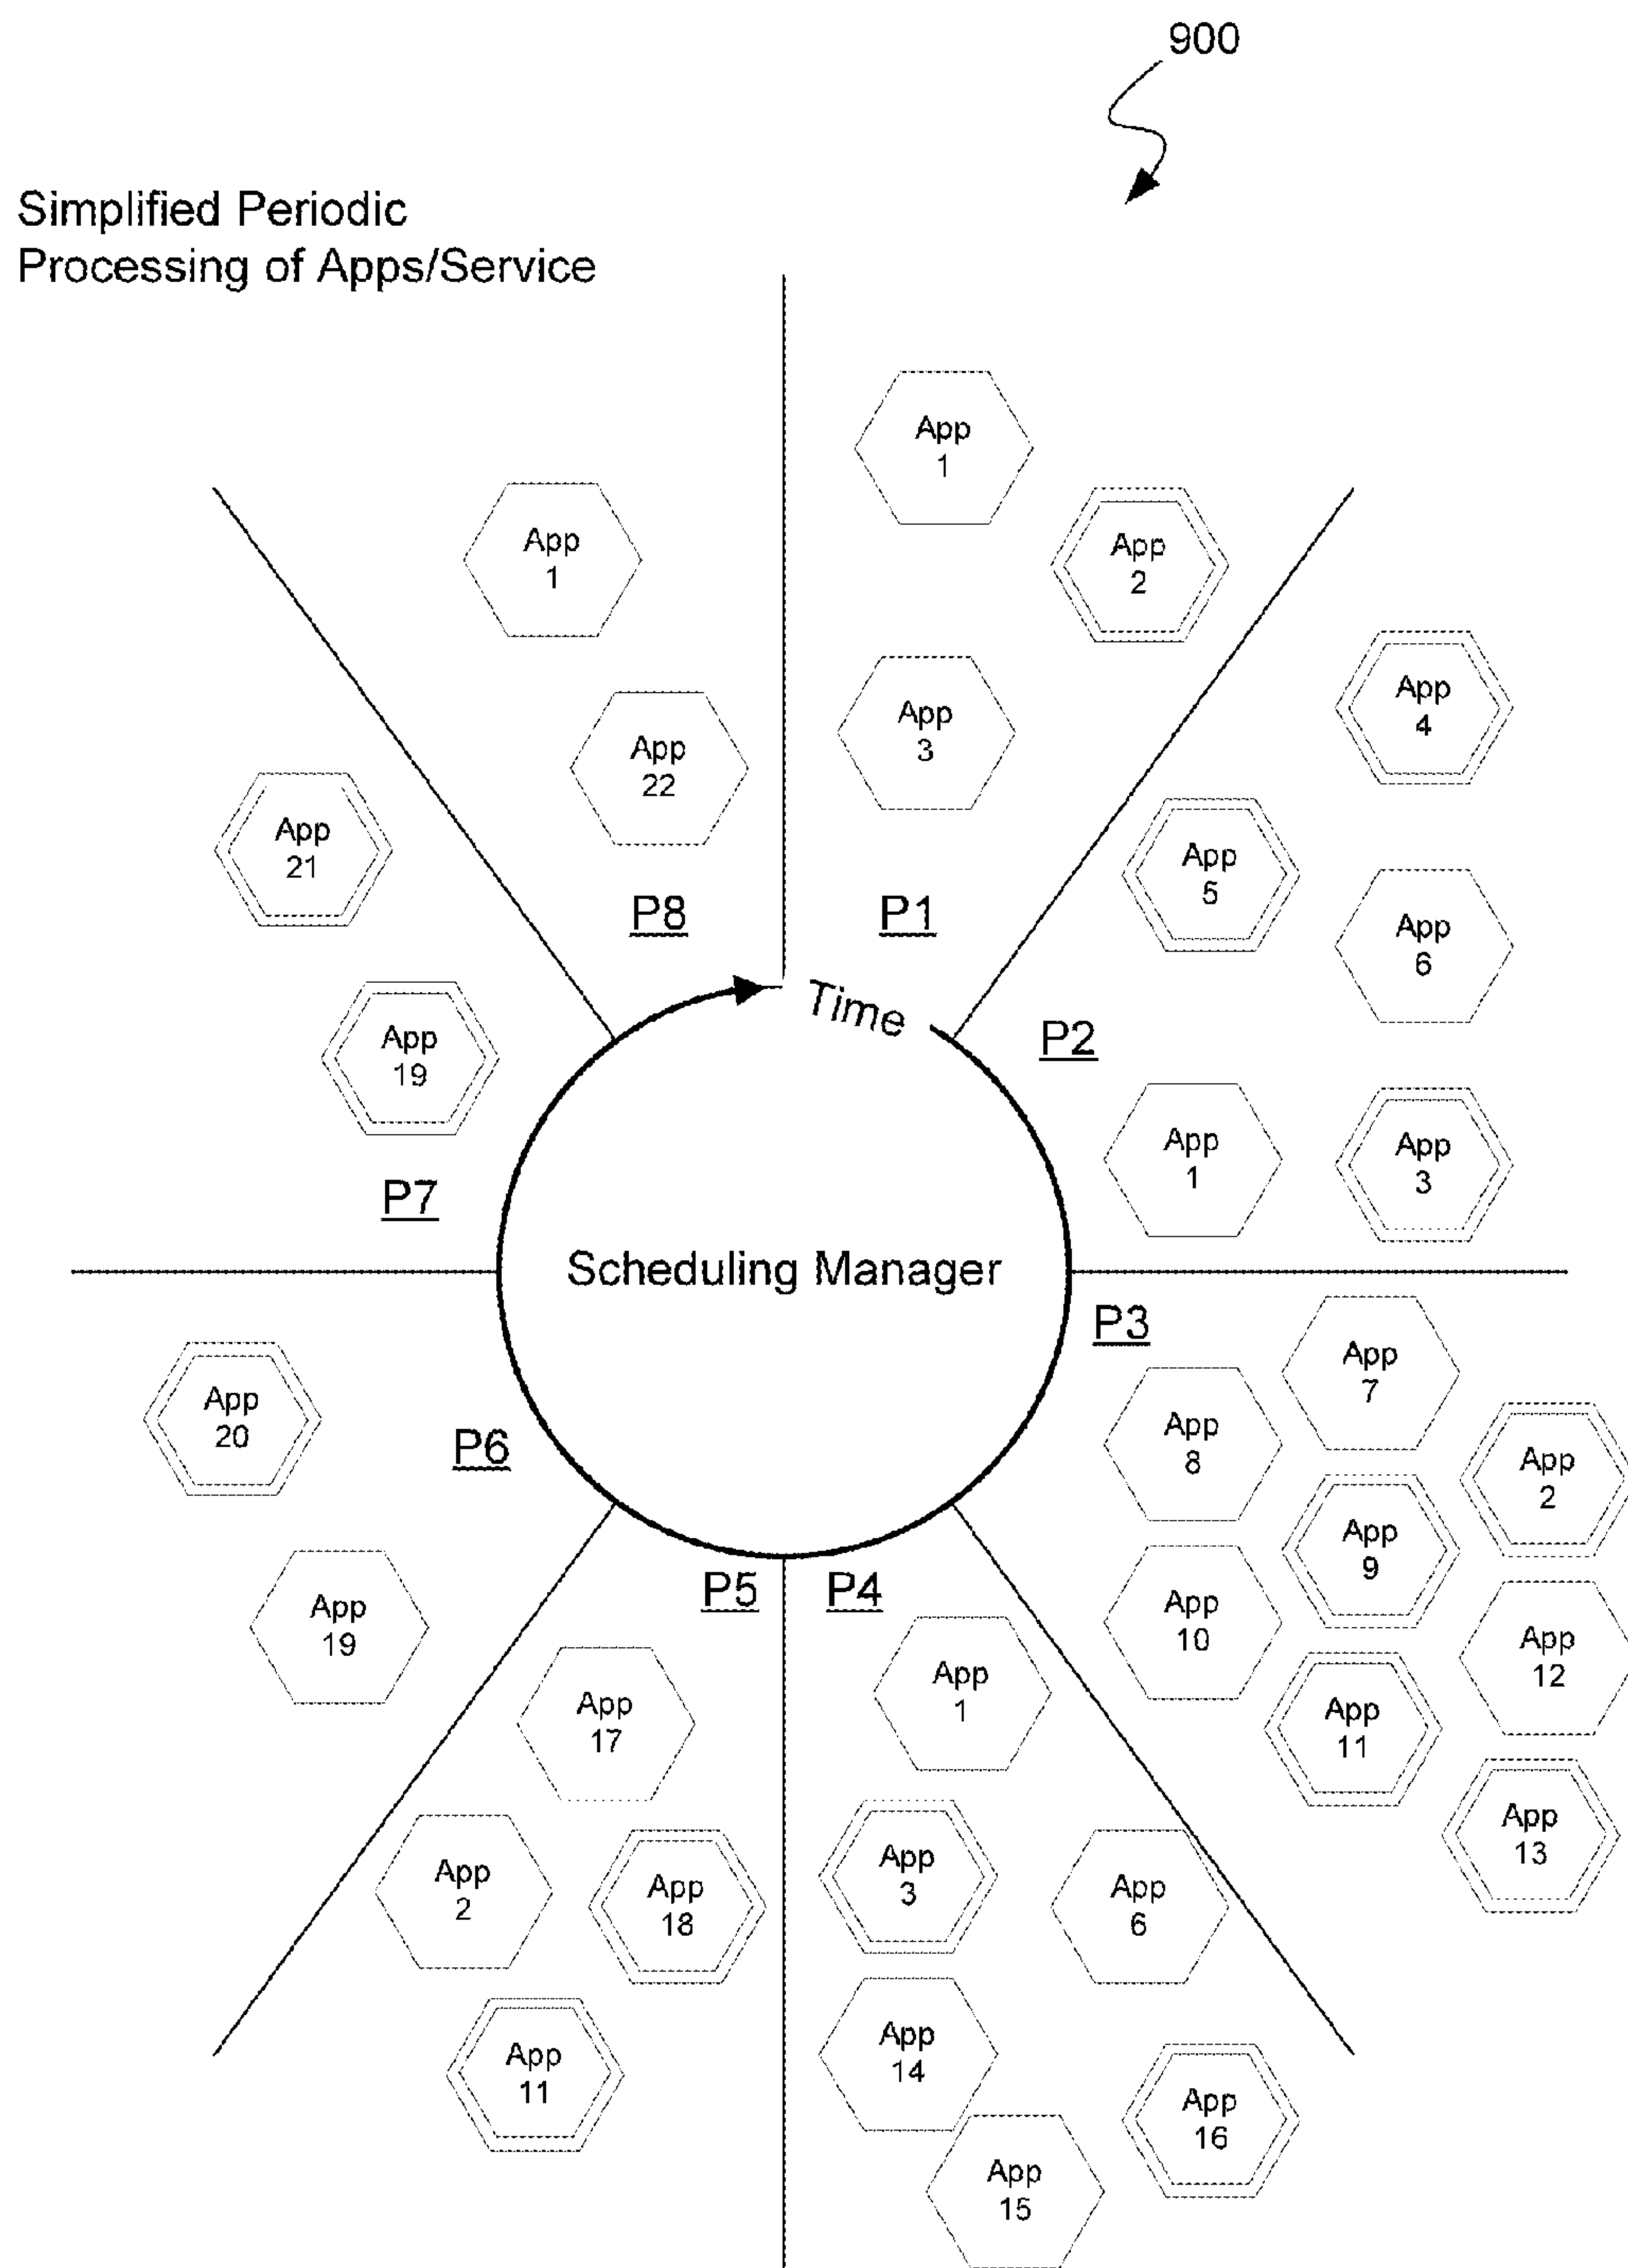 900
Simplified Periodic
Processing of Apps/Service
App
1
App
2
App
3
P1
App
4
App
5
App
6
P2
App
1
App
3
P3
App
7
App
8
App
2
App
9
App
10
App
12
App
11
App
13
P4
App
1
App
3
App
6
App
14
App
16
App
15
P5
App
17
App
2
App
18
App
11
P6
App
20
App
19
App
21
App
19
P7
App
1
App
22
P8
Time
Scheduling Manager